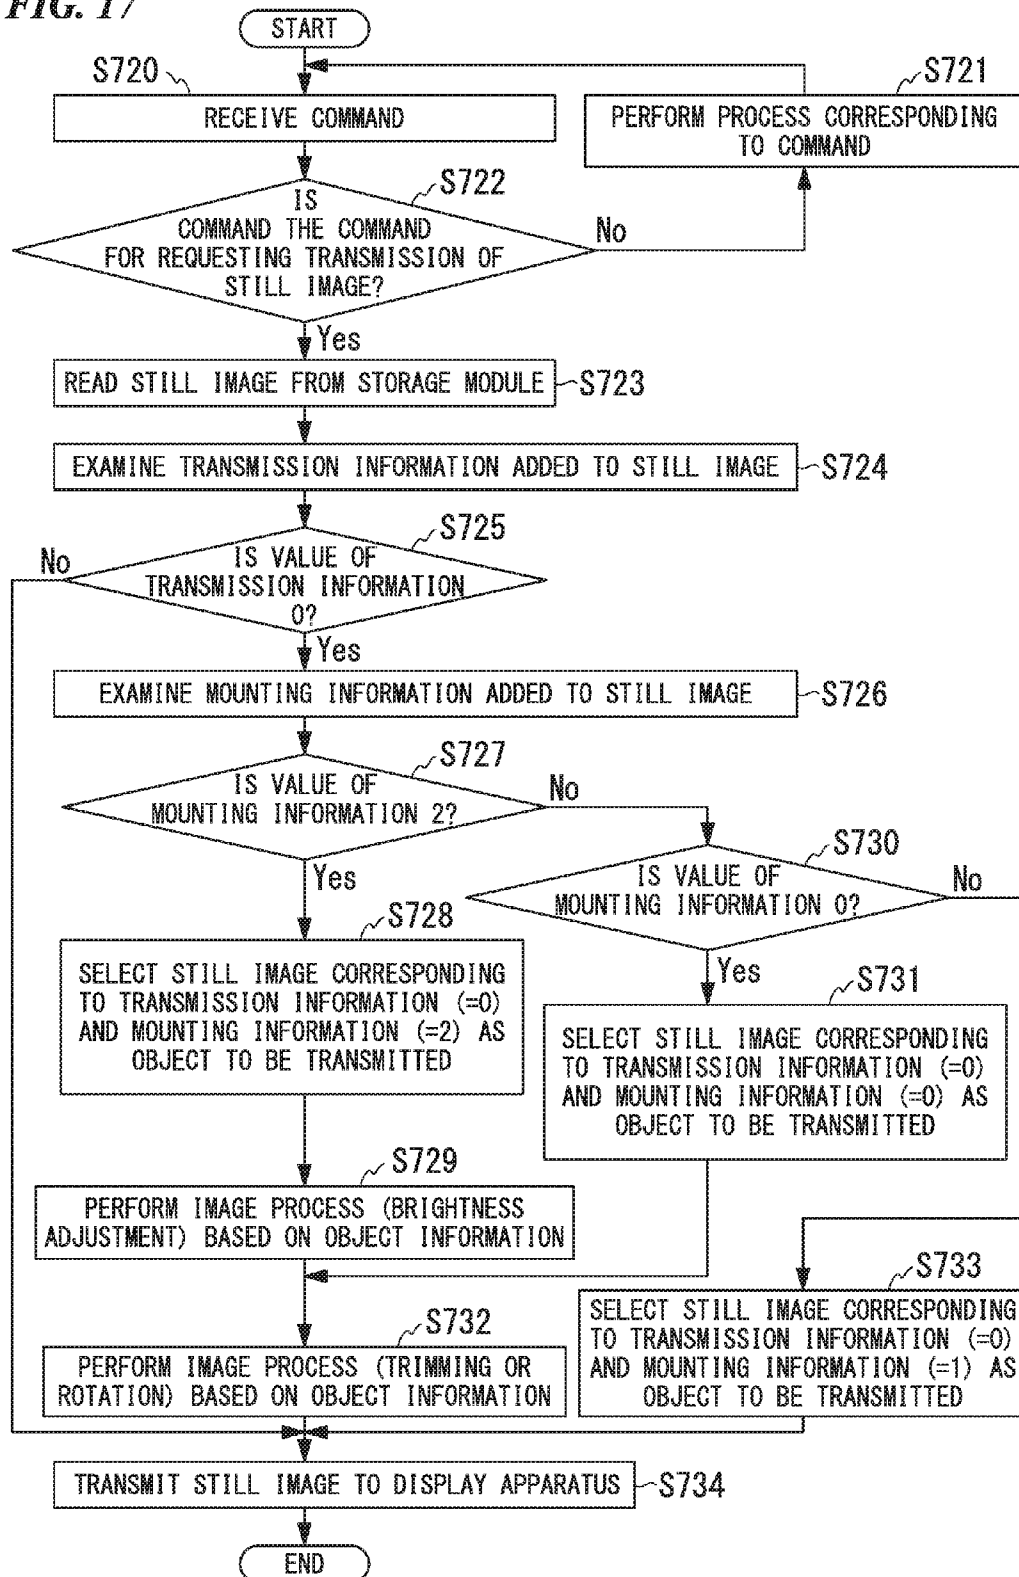 FIG. 17
START
S720
S721
RECEIVE COMMAND
PERFORM PROCESS CORRESPONDING
TO COMMAND
S722
IS
COMMAND THE COMMAND
FOR REQUESTING TRANSMISSION OF
STILL IMAGE?
No
Yes
READ STILL IMAGE FROM STORAGE MODULE
S723
EXAMINE TRANSMISSION INFORMATION ADDED TO STILL IMAGE
S724
S725
No
IS VALUE OF
TRANSMISSION INFORMATION
0?
Yes
EXAMINE MOUNTING INFORMATION ADDED TO STILL IMAGE
S726
S727
IS VALUE OF
MOUNTING INFORMATION 2?
No
Yes
S730
IS VALUE OF
MOUNTING INFORMATION 0?
No
Yes
S728
SELECT STILL IMAGE CORRESPONDING
TO TRANSMISSION INFORMATION (=0)
AND MOUNTING INFORMATION (=2) AS
OBJECT TO BE TRANSMITTED
S731
SELECT STILL IMAGE CORRESPONDING
TO TRANSMISSION INFORMATION (=0)
AND MOUNTING INFORMATION (=0) AS
OBJECT TO BE TRANSMITTED
S729
PERFORM IMAGE PROCESS (BRIGHTNESS
ADJUSTMENT) BASED ON OBJECT INFORMATION
S733
SELECT STILL IMAGE CORRESPONDING
TO TRANSMISSION INFORMATION (=0)
AND MOUNTING INFORMATION (=1) AS
OBJECT TO BE TRANSMITTED
S732
PERFORM IMAGE PROCESS (TRIMMING OR
ROTATION) BASED ON OBJECT INFORMATION
TRANSMIT STILL IMAGE TO DISPLAY APPARATUS
S734
END